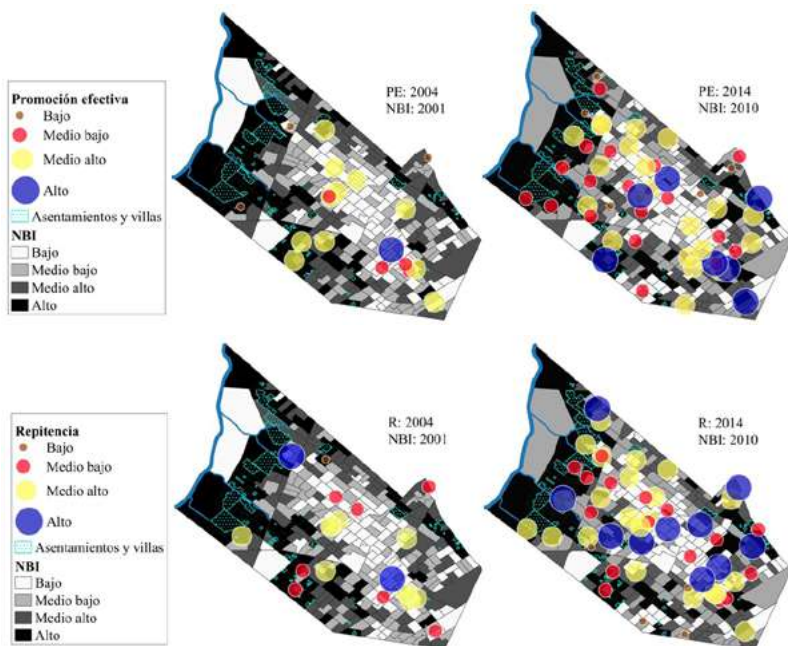 Promoción efectiva
Bajo
Medio bajo
Medio alto
Alto
Asentamientos y villas
NBI
Bajo
Medio bajo
Medio alto
Alto
PE: 2004
NBI: 2001
PE: 2014
NBI: 2010
Repitencia
Bajo
Medio bajo
Medio alto
Alto
Asentamientos y villas
NBI
Bajo
Medio bajo
Medio alto
Alto
R: 2004
NBI: 2001
R: 2014
NBI: 2010